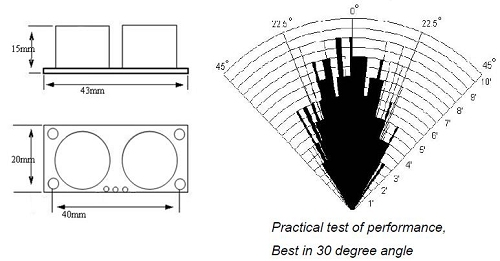 15mm
43mm
20mm
40mm
45°
22.5°
0°
22.5°
45°
10'
9'
8'
7'
6'
5'
4'
3'
2'
1'
Practical test of performance,
Best in 30 degree angle